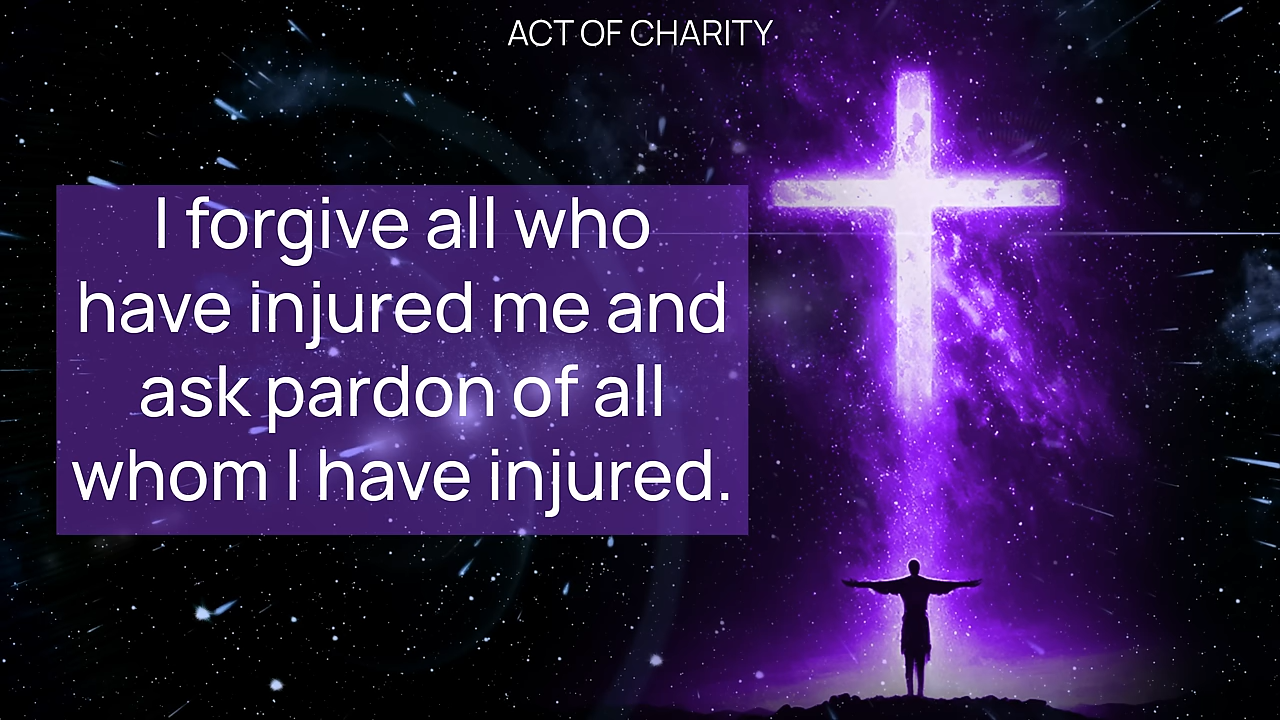 ACT OF CHARITY
I forgive all who
have injured me and
ask pardon of all
whom I have injured.